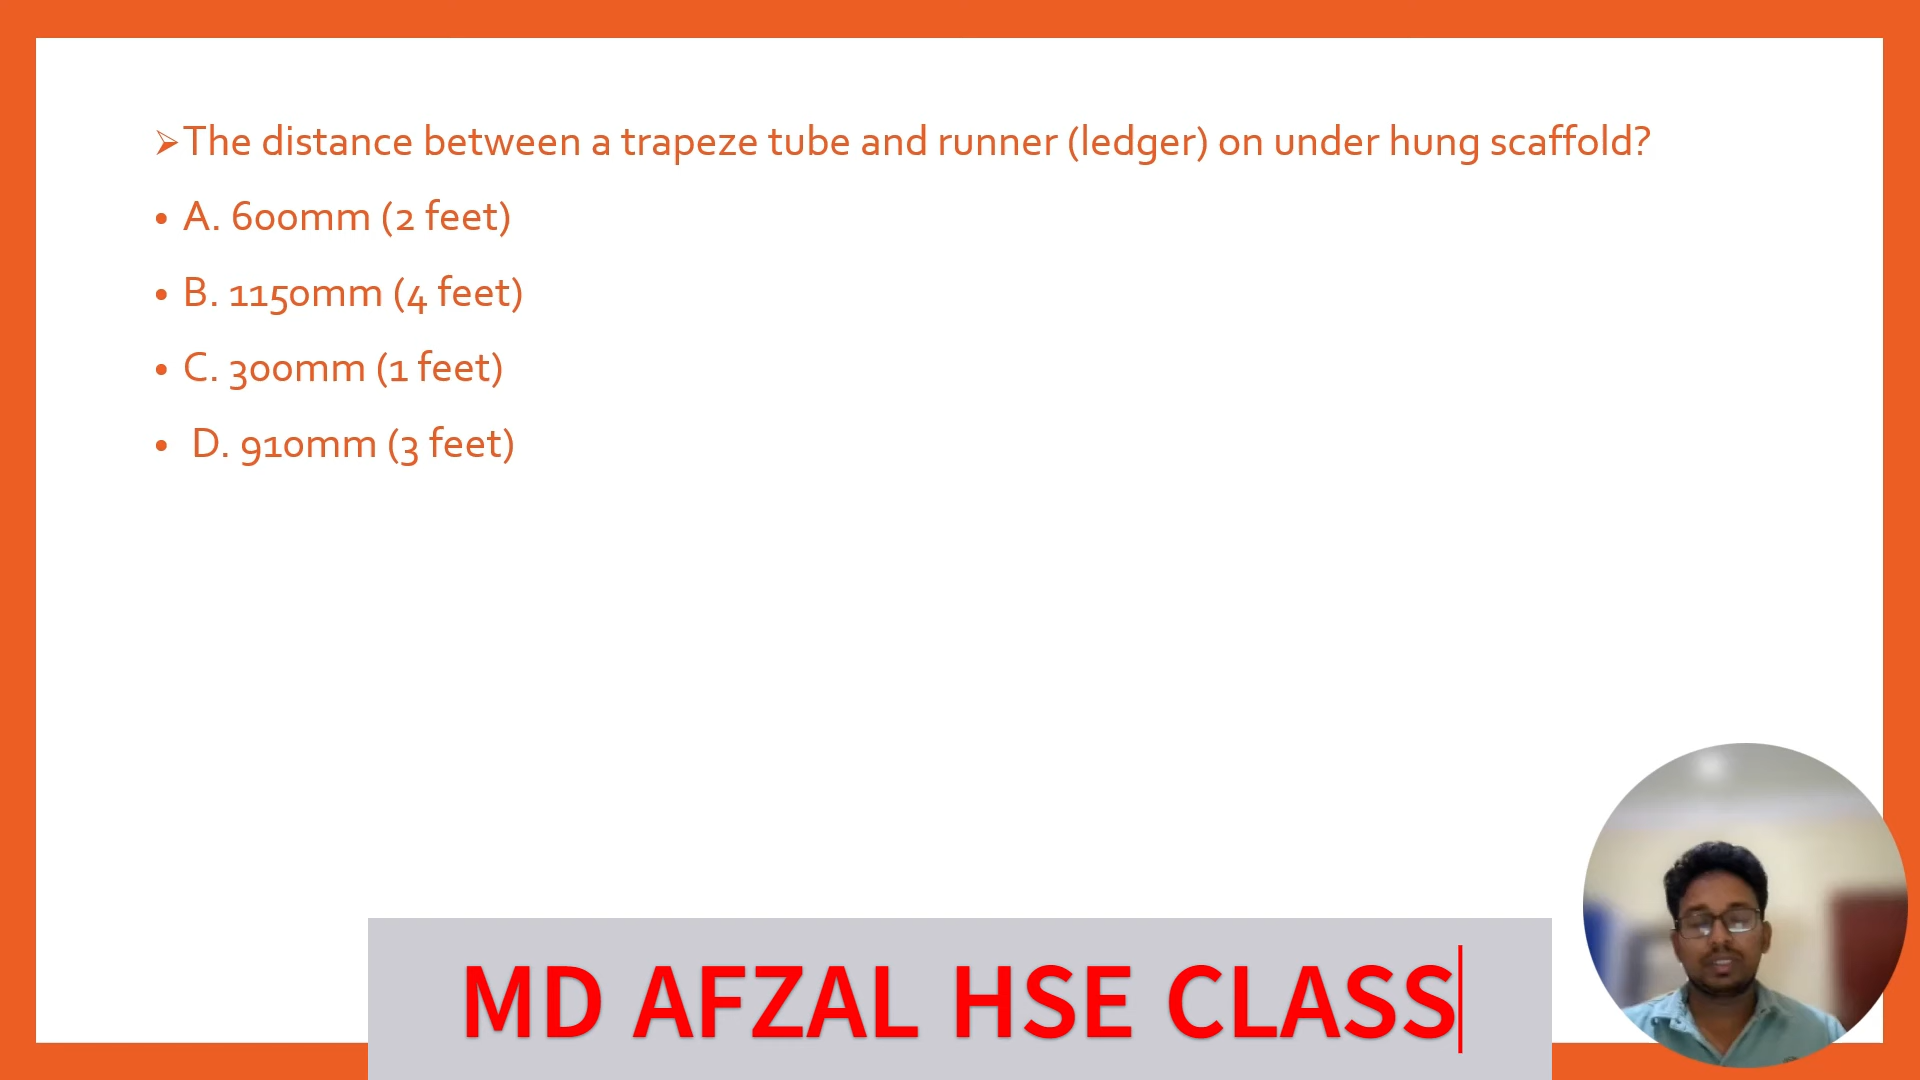 ➢The distance between a trapeze tube and runner (ledger) on under hung scaffold?
• A. 600mm (2 feet)
• B. 1150mm (4 feet)
• C. 300mm (1 feet)
• D. 910mm (3 feet)
MD AFZAL HSE CLASS